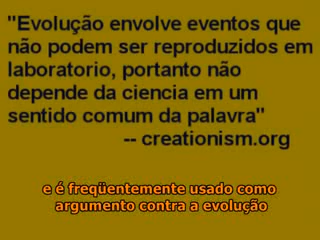 "Evolução envolve eventos que
não podem ser reproduzidos em
laboratorio, portanto não
depende da ciencia em um
sentido comum da palavra"
-- creationism.org
e é freqüentemente usado como
argumento contra a evolução